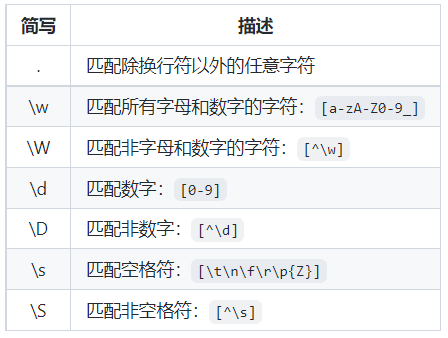 简写 描述
. 匹配除换行符以外的任意字符
\w 匹配所有字母和数字的字符：[a-zA-Z0-9_]
\W 匹配非字母和数字的字符：[^\w]
\d 匹配数字：[0-9]
\D 匹配非数字：[^\d]
\s 匹配空格符：[\t\n\f\r\p{Z}]
\S 匹配非空格符：[^\s]